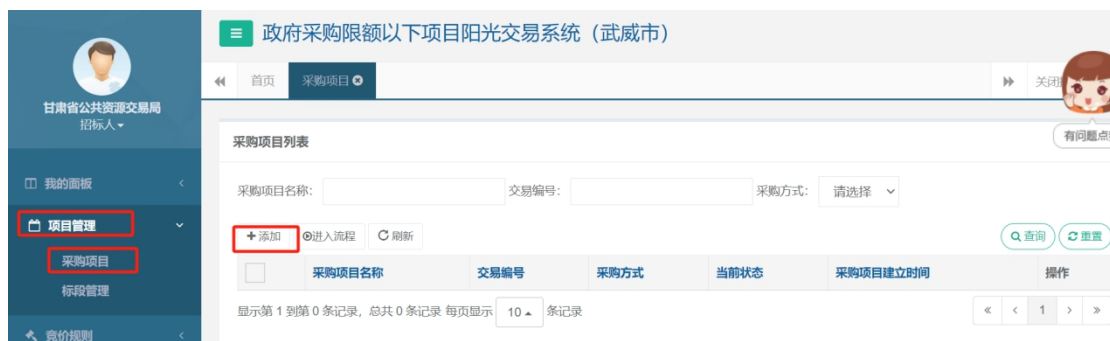 政府采购限额以下项目阳光交易系统（武威市）
首页 采购项目 关闭
甘肃省公共资源交易局
招标人
有问题点
采购项目列表
我的面板
采购项目名称: 交易编号: 采购方式: 请选择
项目管理
添加 进入流程 刷新 查询 重置
采购项目
采购项目名称 交易编号 采购方式 当前状态 采购项目建立时间 操作
标段管理
显示第 1 到第 0 条记录，总共 0 条记录 每页显示 10 条记录 « < 1 > »
竞价规则